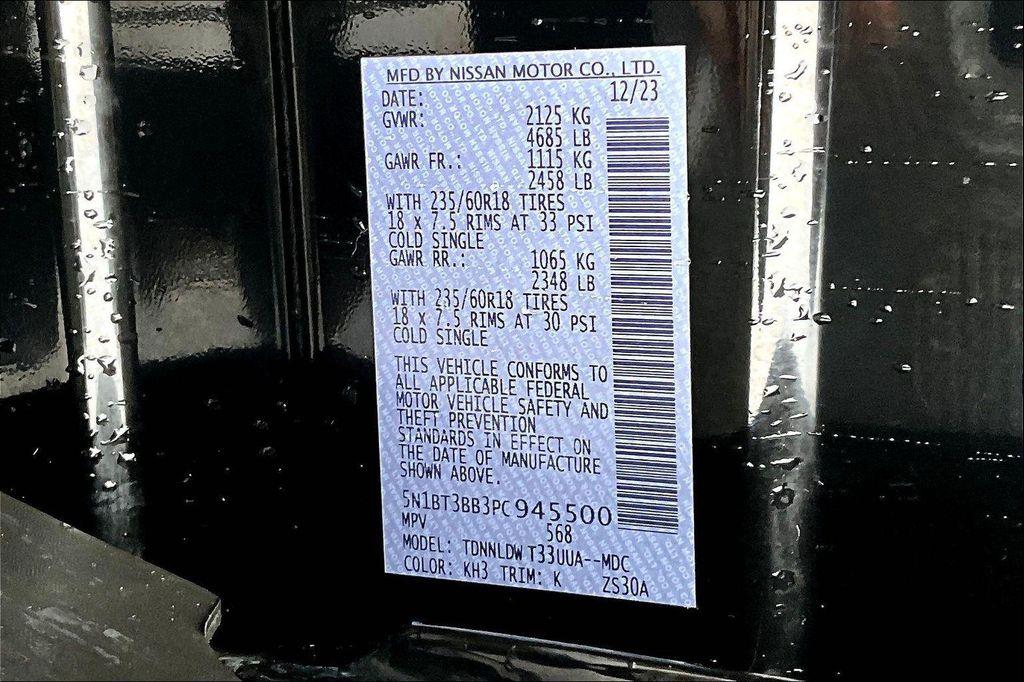 MFD BY NISSAN MOTOR CO., LTD.
DATE: 12/23
GVWR: 2125 KG
4685 LB
GAWR FR.: 1115 KG
2458 LB
WITH 235/60R18 TIRES
18 x 7.5 RIMS AT 33 PSI
COLD SINGLE
GAWR RR.: 1065 KG
2348 LB
WITH 235/60R18 TIRES
18 x 7.5 RIMS AT 30 PSI
COLD SINGLE
THIS VEHICLE CONFORMS TO
ALL APPLICABLE FEDERAL
MOTOR VEHICLE SAFETY AND
THEFT PREVENTION
STANDARDS IN EFFECT ON
THE DATE OF MANUFACTURE
SHOWN ABOVE.
5N1BT3BB3PC945500
MPV 568
MODEL: TDNNLDW T33UUA--MDC
COLOR: KH3 TRIM: K ZS30A